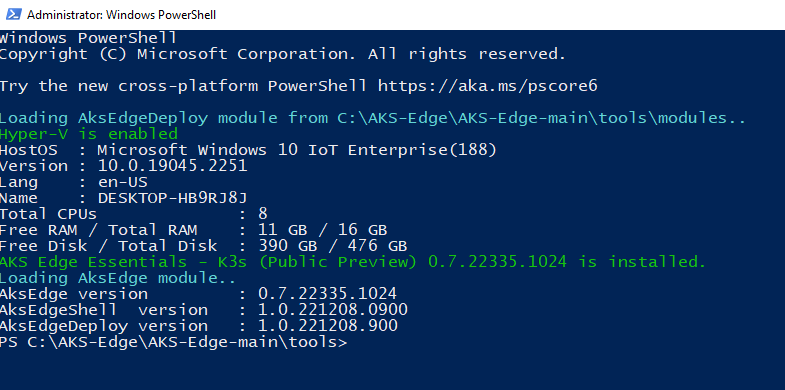 Administrator: Windows PowerShell
Windows PowerShell
Copyright (C) Microsoft Corporation. All rights reserved.
Try the new cross-platform PowerShell https://aka.ms/pscore6
Loading AksEdgeDeploy module from C:\AKS-Edge\AKS-Edge-main\tools\modules..
Hyper-V is enabled
HostOS  : Microsoft Windows 10 IoT Enterprise(188)
Version : 10.0.19045.2251
Lang    : en-US
Name    : DESKTOP-HB9RJ8J
Total CPUs              : 8
Free RAM / Total RAM    : 11 GB / 16 GB
Free Disk / Total Disk  : 390 GB / 476 GB
AKS Edge Essentials - K3s (Public Preview) 0.7.22335.1024 is installed.
Loading AksEdge module..
AksEdge version         : 0.7.22335.1024
AksEdgeShell  version   : 1.0.221208.0900
AksEdgeDeploy version   : 1.0.221208.900
PS C:\AKS-Edge\AKS-Edge-main\tools>